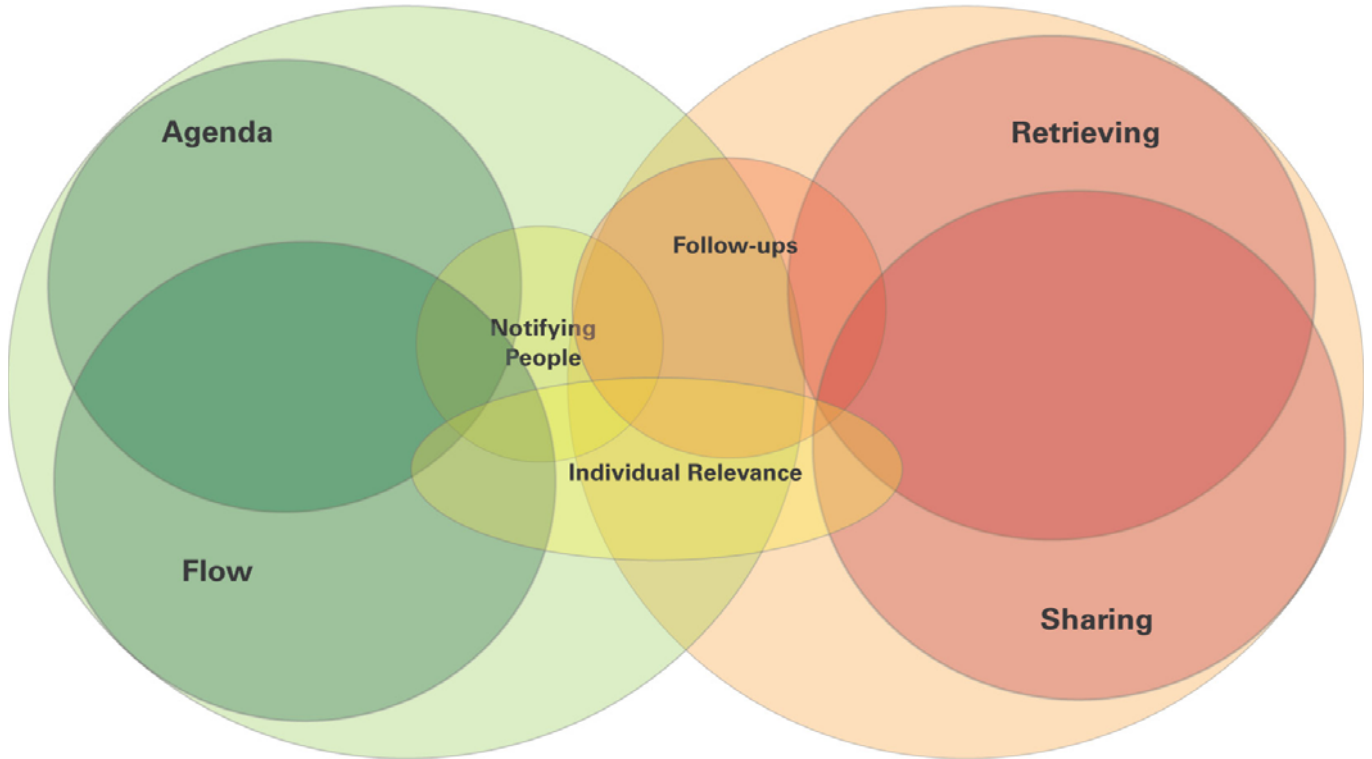 Agenda
Retrieving
Follow-ups
Notifying
People
Individual Relevance
Flow
Sharing